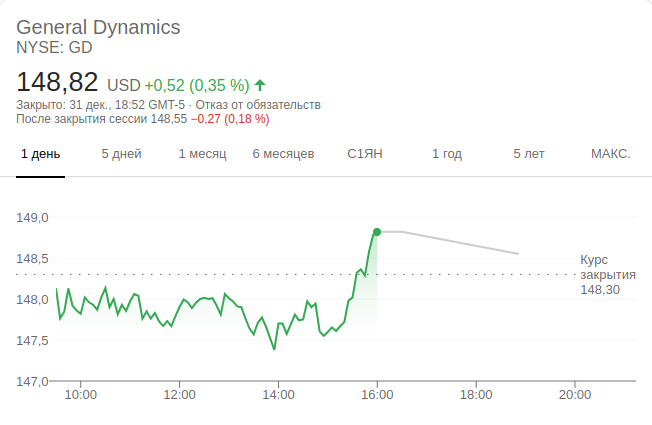 General Dynamics
NYSE: GD
148,82 USD +0,52 (0,35 %)
Закрыто: 31 дек., 18:52 GMT-5 · Отказ от обязательств
После закрытия сессии 148,55 −0,27 (0,18 %)
1 день 5 дней 1 месяц 6 месяцев С1ЯН 1 год 5 лет МАКС.
149,0
148,5
Курс
закрытия
148,30
148,0
147,5
147,0
10:00 12:00 14:00 16:00 18:00 20:00